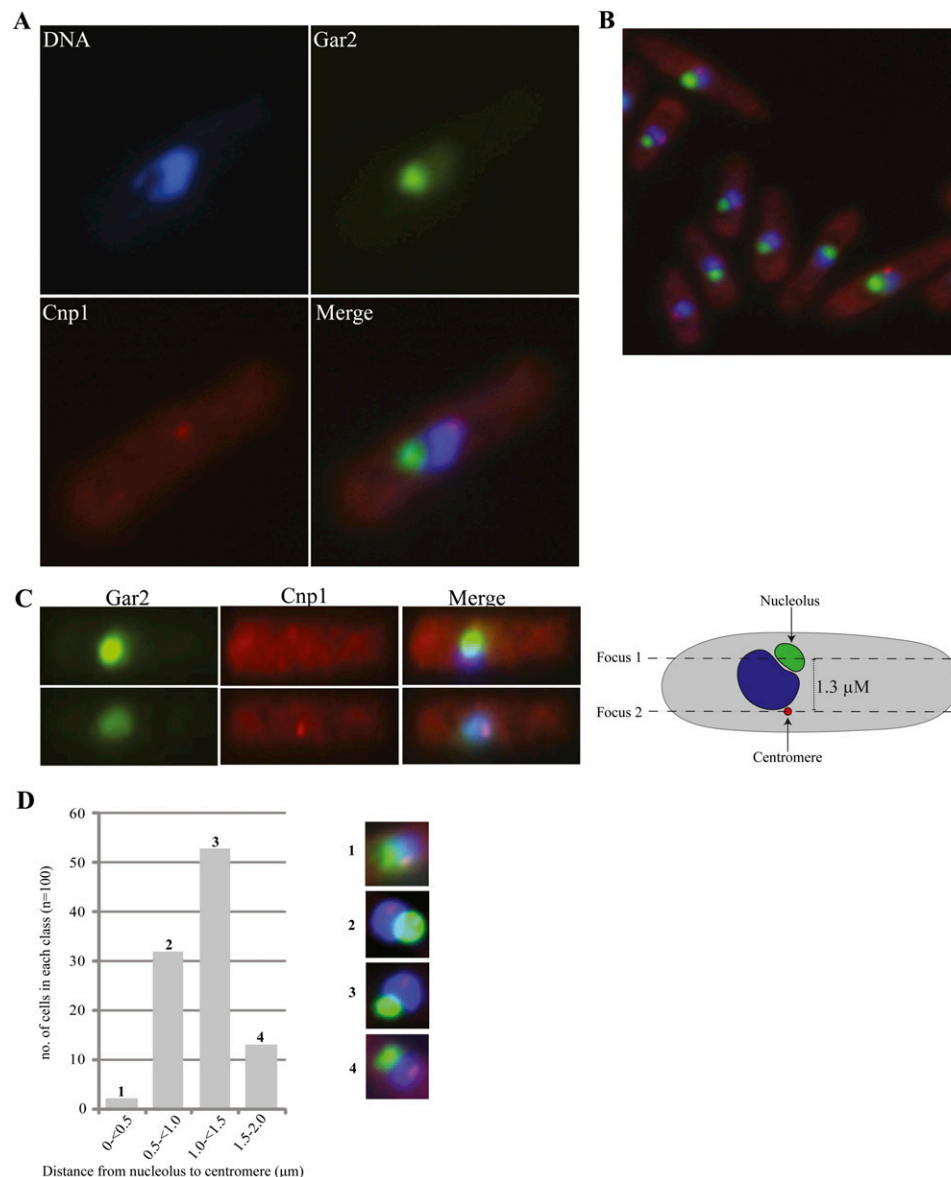 A
DNA
Gar2
Cnp1
Merge
B
C
Gar2
Cnp1
Merge
Nucleolus
Focus 1
1.3 µM
Focus 2
Centromere
D
no. of cells in each class (n=100)
60
50
40
30
20
10
0
1
2
3
4
0-<0.5
0.5-<1.0
1.0-<1.5
1.5-2.0
Distance from nucleolus to centromere (µm)
1
2
3
4